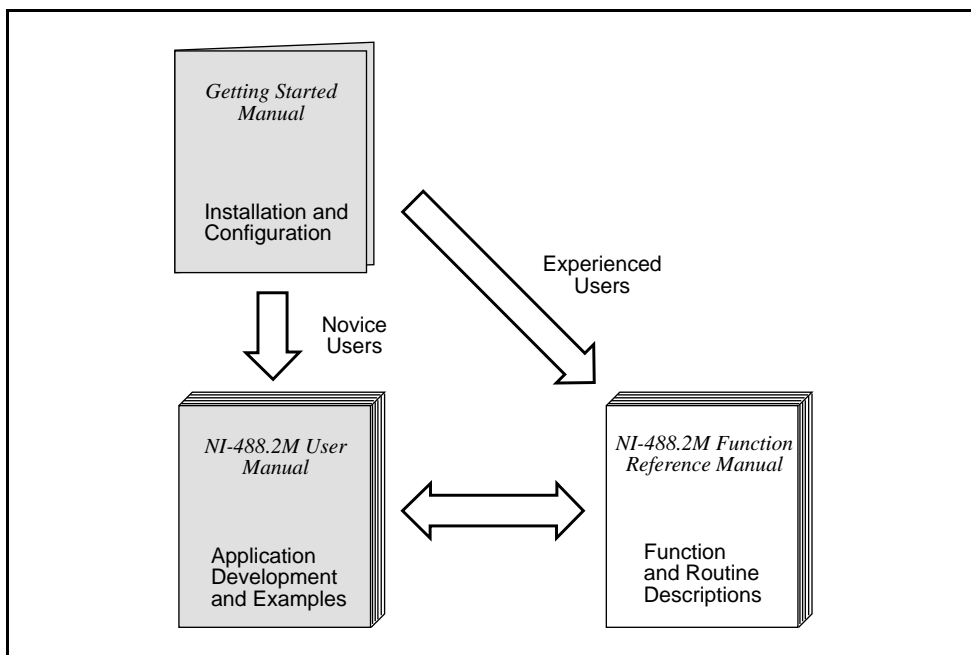 Getting Started
Manual
Installation and
Configuration
Experienced
Users
Novice
Users
NI-488.2M User
Manual
Application
Development
and Examples
NI-488.2M Function
Reference Manual
Function
and Routine
Descriptions